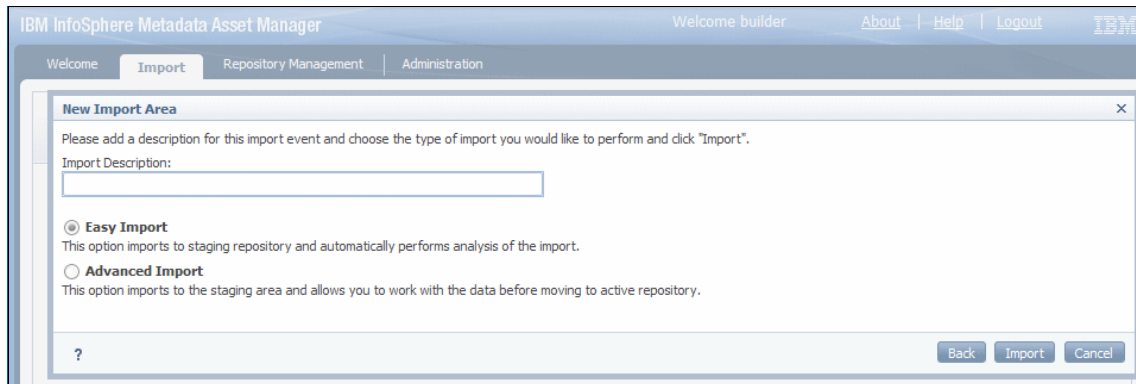 IBM InfoSphere Metadata Asset Manager Welcome builder About | Help | Logout IBM
Welcome Import Repository Management Administration
New Import Area ×
Please add a description for this import event and choose the type of import you would like to perform and click "Import".
Import Description:
Easy Import
This option imports to staging repository and automatically performs analysis of the import.
Advanced Import
This option imports to the staging area and allows you to work with the data before moving to active repository.
? Back Import Cancel